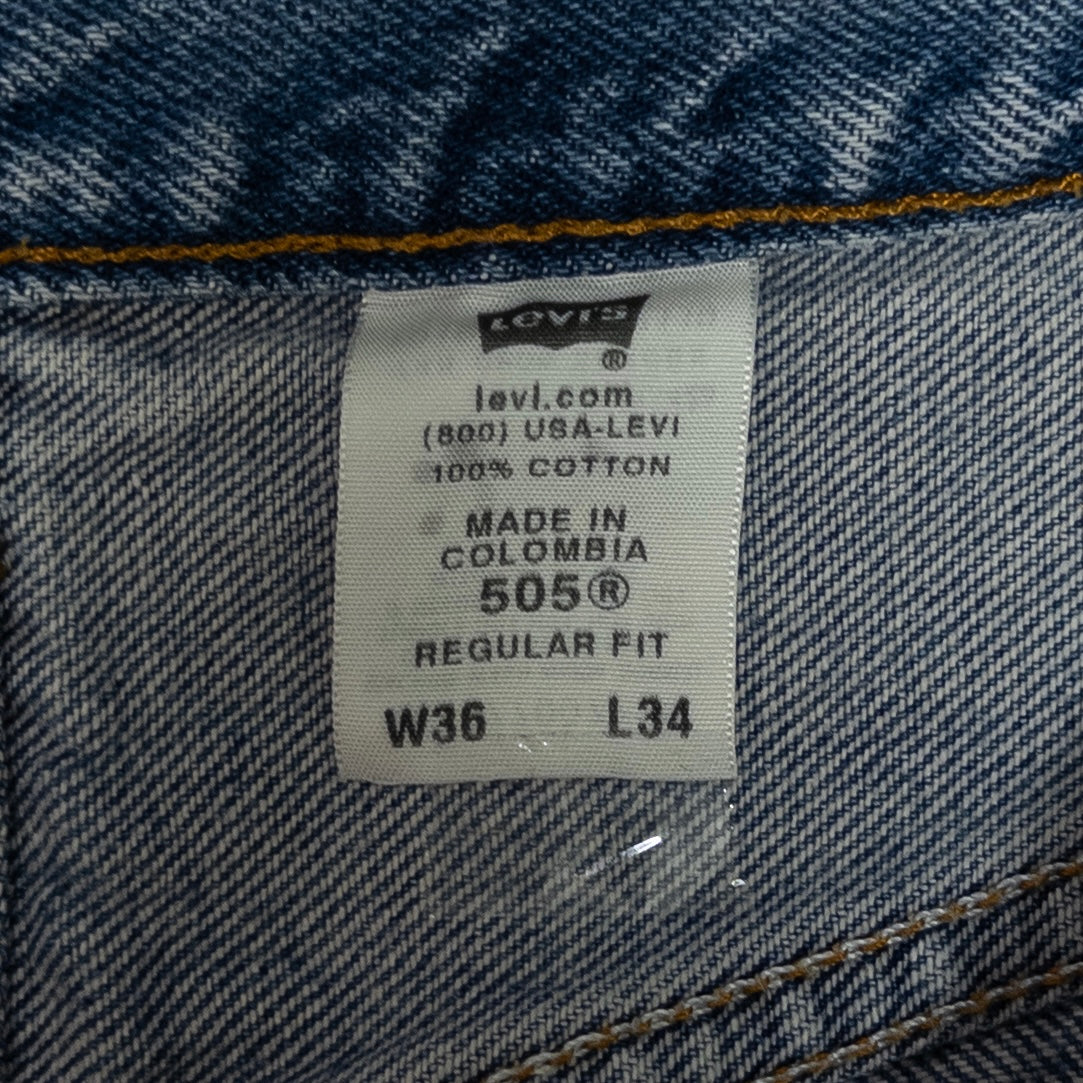 LEVI'S
®
levi.com
(800) USA-LEVI
100% COTTON
MADE IN
COLOMBIA
505®
REGULAR FIT
W36 L34